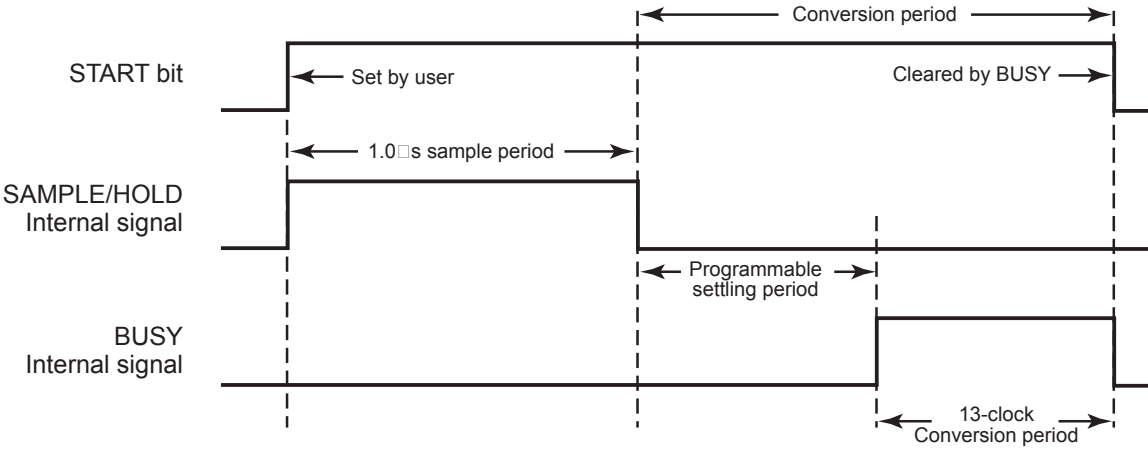 Conversion period
START bit
Set by user
Cleared by BUSY
1.0□s sample period
SAMPLE/HOLD
Internal signal
Programmable
settling period
BUSY
Internal signal
13-clock
Conversion period